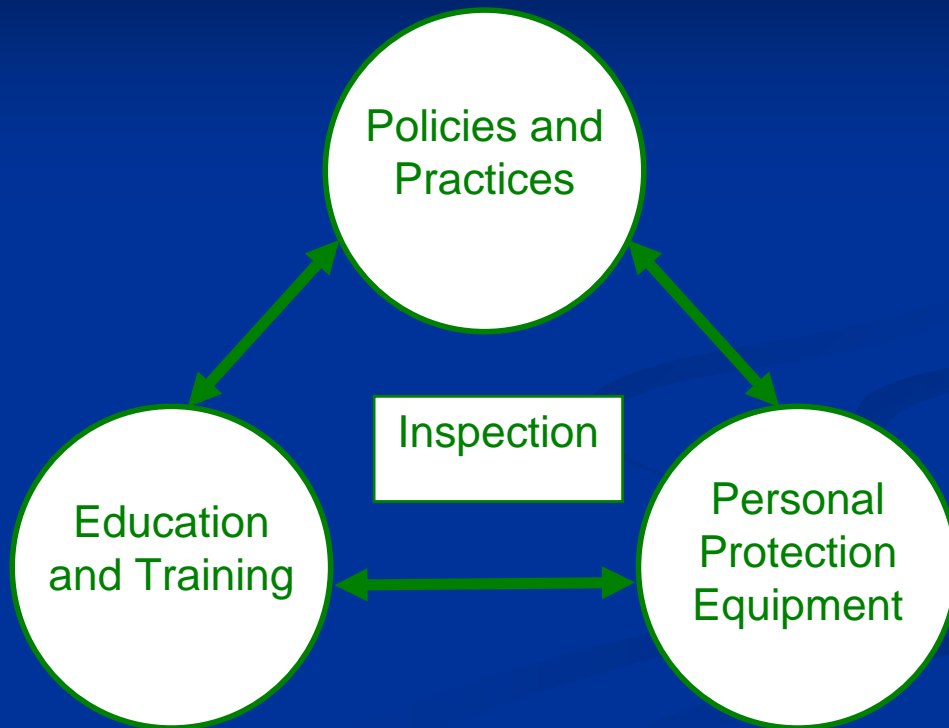 Policies and
Practices
Inspection
Education
and Training
Personal
Protection
Equipment